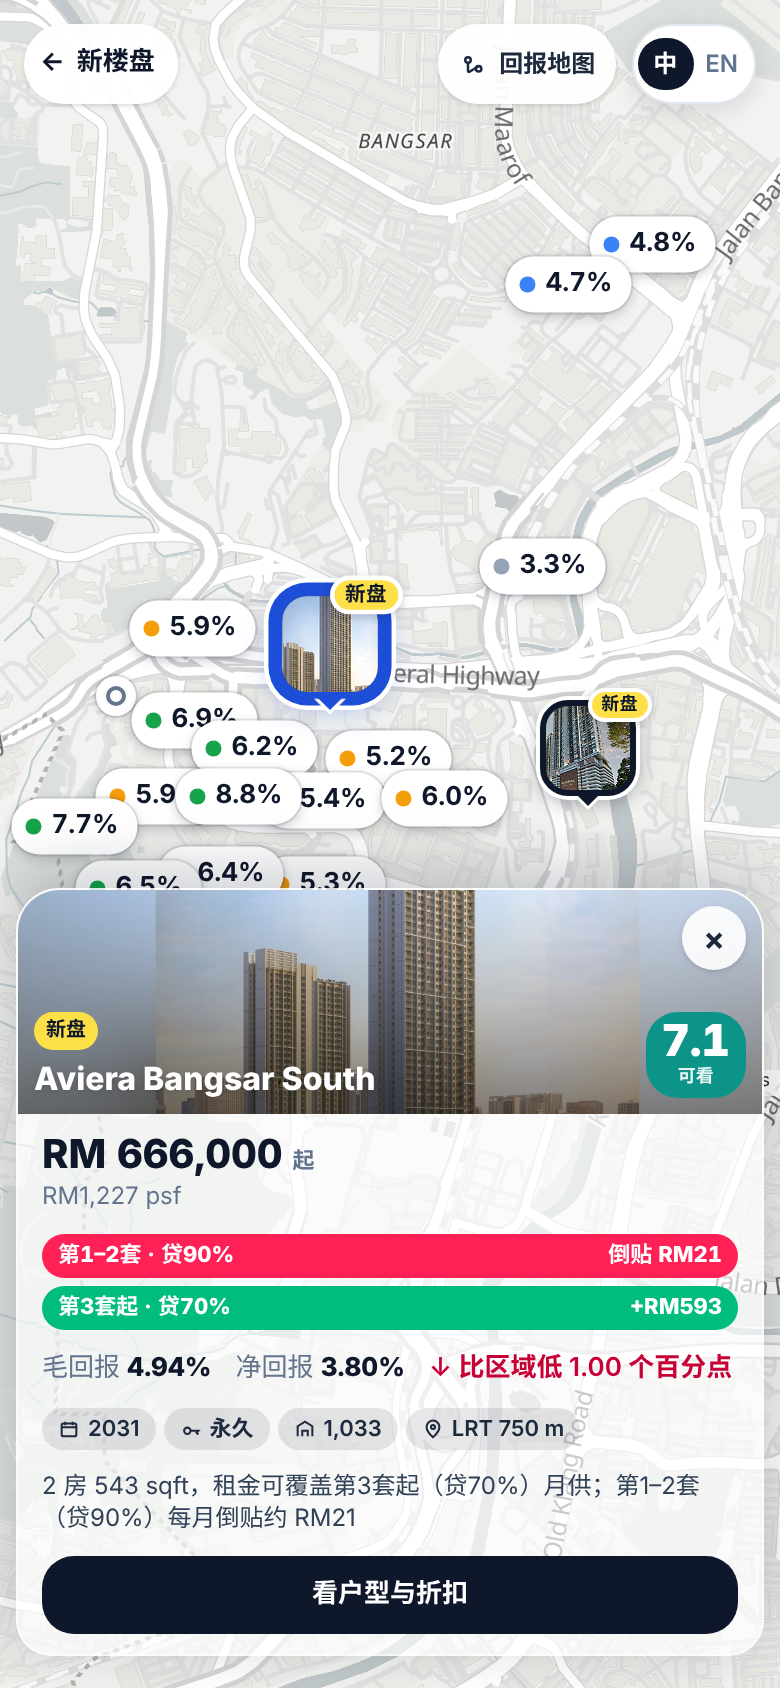 ← 新楼盘
回报地图
中 EN
BANGSAR
Maarof
4.8%
Jalan
4.7%
3.3%
新盘
5.9%
eral Highway
6.9%
新盘
6.2%
5.2%
5.9
8.8%
5.4%
6.0%
7.7%
6.4%
6.5%
5.3%
×
新盘
7.1
可看
Aviera Bangsar South
RM 666,000 起
RM1,227 psf
第1–2套 · 贷90% 倒贴 RM21
第3套起 · 贷70% +RM593
毛回报 4.94% 净回报 3.80% ↓ 比区域低 1.00 个百分点
2031 永久 1,033 LRT 750 m
Old Klang Road
2 房 543 sqft，租金可覆盖第3套起（贷70%）月供；第1–2套
（贷90%）每月倒贴约 RM21
看户型与折扣